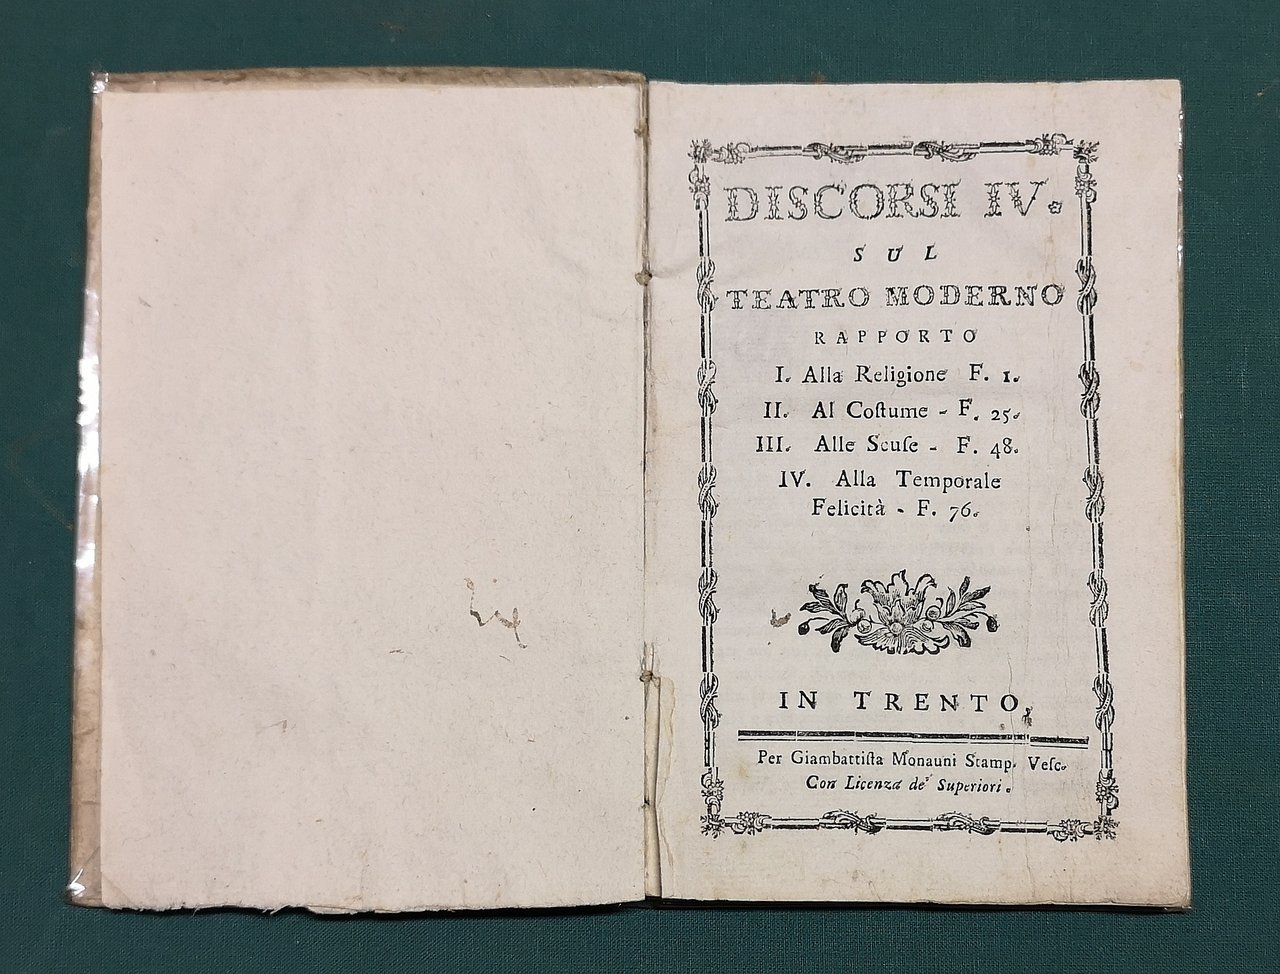 DISCORSI IV.
SUL
TEATRO MODERNO
RAPPORTO
I. Alla Religione F. 1.
II. Al Coſtume - F. 25.
III. Alle Scuſe - F. 48.
IV. Alla Temporale
Felicità - F. 76.
IN TRENTO,
Per Giambattiſta Monauni Stamp. Veſc.
Con Licenza de' Superiori.